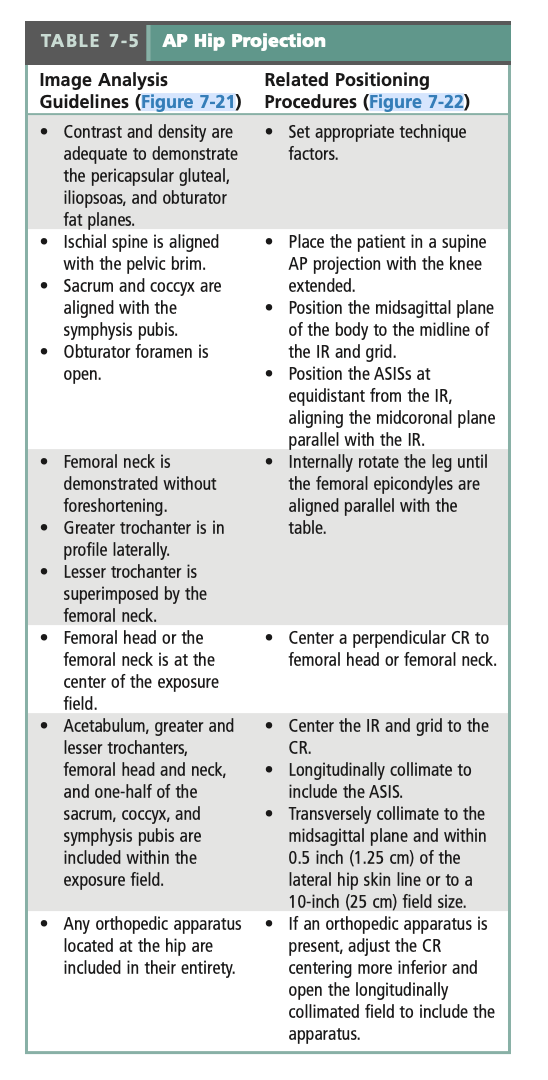 TABLE 7-5 AP Hip Projection
Image Analysis
Guidelines (Figure 7-21)
Related Positioning
Procedures (Figure 7-22)
• Contrast and density are
adequate to demonstrate
the pericapsular gluteal,
iliopsoas, and obturator
fat planes.
• Set appropriate technique
factors.
• Ischial spine is aligned
with the pelvic brim.
• Sacrum and coccyx are
aligned with the
symphysis pubis.
• Obturator foramen is
open.
• Place the patient in a supine
AP projection with the knee
extended.
• Position the midsagittal plane
of the body to the midline of
the IR and grid.
• Position the ASISs at
equidistant from the IR,
aligning the midcoronal plane
parallel with the IR.
• Femoral neck is
demonstrated without
foreshortening.
• Greater trochanter is in
profile laterally.
• Lesser trochanter is
superimposed by the
femoral neck.
• Internally rotate the leg until
the femoral epicondyles are
aligned parallel with the
table.
• Femoral head or the
femoral neck is at the
center of the exposure
field.
• Center a perpendicular CR to
femoral head or femoral neck.
• Acetabulum, greater and
lesser trochanters,
femoral head and neck,
and one-half of the
sacrum, coccyx, and
symphysis pubis are
included within the
exposure field.
• Center the IR and grid to the
CR.
• Longitudinally collimate to
include the ASIS.
• Transversely collimate to the
midsagittal plane and within
0.5 inch (1.25 cm) of the
lateral hip skin line or to a
10-inch (25 cm) field size.
• Any orthopedic apparatus
located at the hip are
included in their entirety.
• If an orthopedic apparatus is
present, adjust the CR
centering more inferior and
open the longitudinally
collimated field to include the
apparatus.